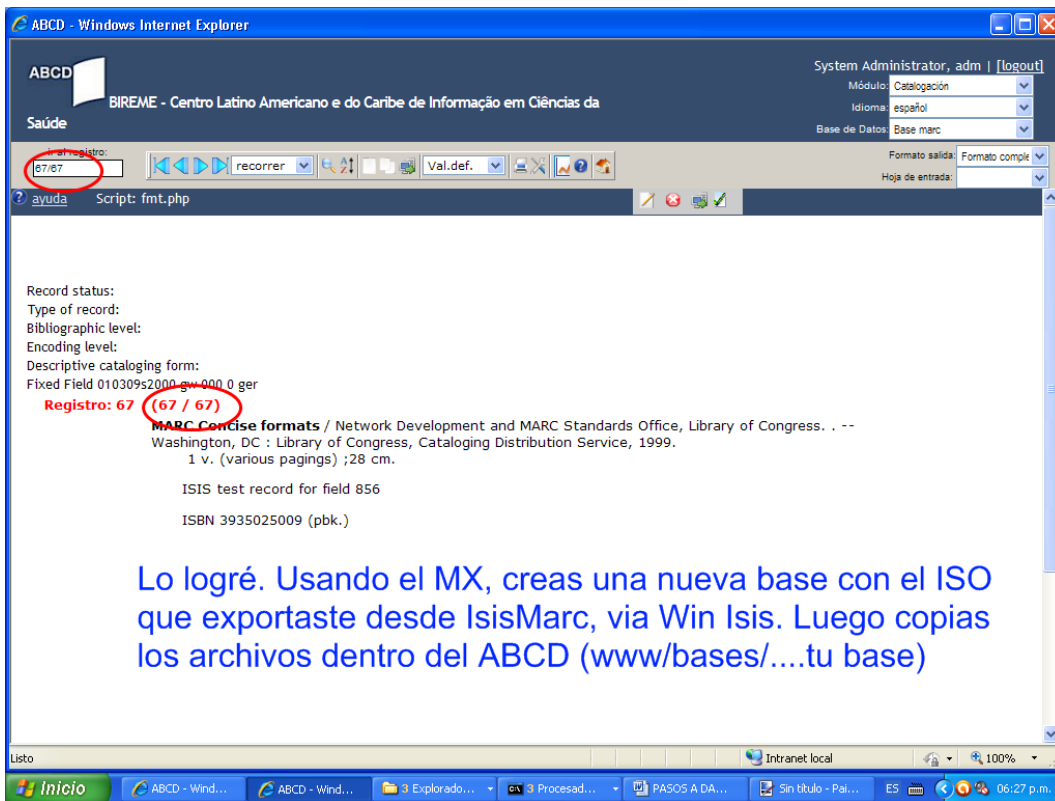 ABCD - Windows Internet Explorer
ABCD
System Administrator, adm | [logout]
BIREME - Centro Latino Americano e do Caribe de Informação em Ciências da
Saúde
Módulo: Catalogación
Idioma: español
Base de Datos: Base marc
ir al registro:
67/67
recorrer
Val.def.
Formato salida: Formato comple
Hoja de entrada:
ayuda Script: fmt.php
Record status:
Type of record:
Bibliographic level:
Encoding level:
Descriptive cataloging form:
Fixed Field 010309s2000 gw 000 0 ger
Registro: 67 (67 / 67)
MARC Concise formats / Network Development and MARC Standards Office, Library of Congress. . --
Washington, DC : Library of Congress, Cataloging Distribution Service, 1999.
1 v. (various pagings) ;28 cm.
ISIS test record for field 856
ISBN 3935025009 (pbk.)
Lo logré. Usando el MX, creas una nueva base con el ISO
que exportaste desde IsisMarc, via Win Isis. Luego copias
los archivos dentro del ABCD (www/bases/....tu base)
Listo
Intranet local
100%
Inicio
ABCD - Wind...
ABCD - Wind...
3 Explorado...
3 Procesad...
PASOS A DA...
Sin título - Pai...
ES
06:27 p.m.